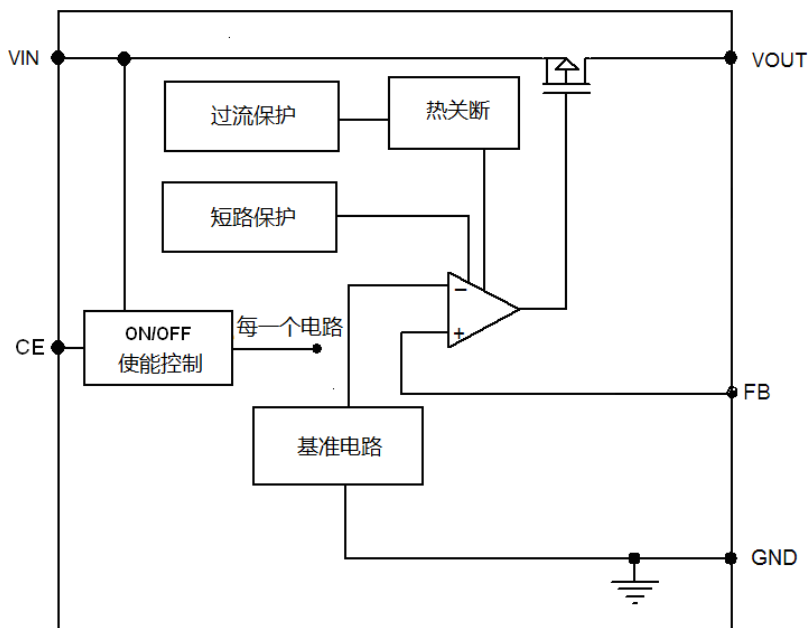 VIN
VOUT
过流保护
热关断
短路保护
−
+
ON/OFF
使能控制
每一个电路
CE
FB
基准电路
GND